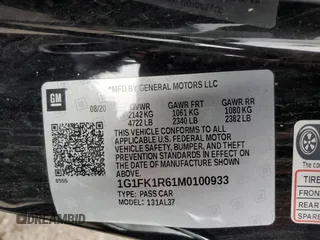 *MFD BY GENERAL MOTORS LLC
GM
08/20 GVWR GAWR FRT GAWR RR
2142 KG 1061 KG 1080 KG
4722 LB 2340 LB 2382 LB
THIS VEHICLE CONFORMS TO ALL
APPLICABLE U.S. FEDERAL MOTOR
VEHICLE SAFETY, BUMPER, AND
THEFT PREVENTION STANDARDS IN
EFFECT ON THE DATE OF MANUFACTURE
SHOWN ABOVE.
1G1FK1R61M0100933
TYPE: PASS CAR
MODEL: 131AL37
TIRE
FRONT
REAR
SPARE
DREAMBID